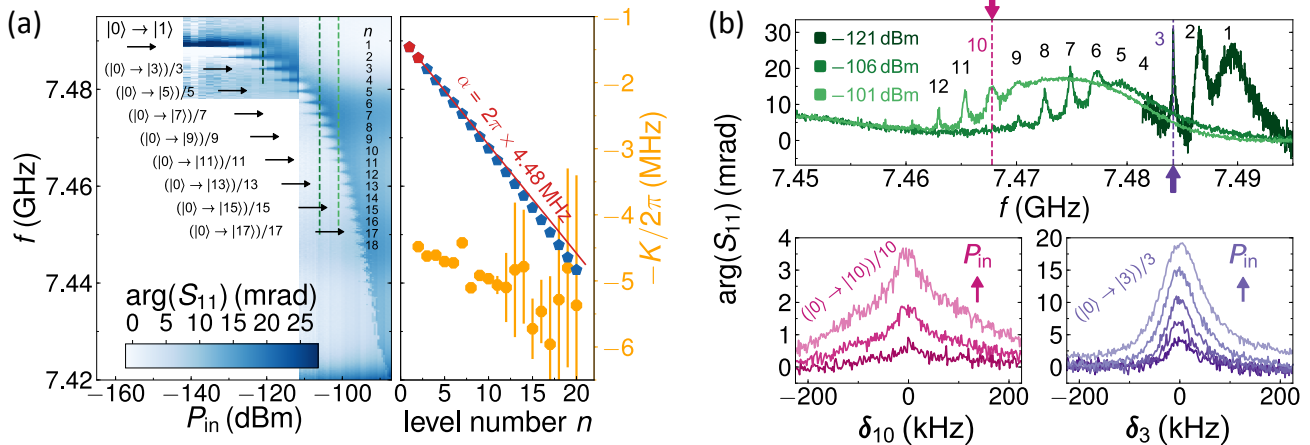 (a)
f (GHz)
7.48
7.46
7.44
7.42
|0⟩ → |1⟩
(|0⟩ → |3⟩)/3
(|0⟩ → |5⟩)/5
(|0⟩ → |7⟩)/7
(|0⟩ → |9⟩)/9
(|0⟩ → |11⟩)/11
(|0⟩ → |13⟩)/13
(|0⟩ → |15⟩)/15
(|0⟩ → |17⟩)/17
n
1
2
3
4
5
6
7
8
9
10
11
12
13
14
15
16
17
18
arg(S₁₁) (mrad)
0 5 10 15 20 25
−160 −140 −120 −100
P_in (dBm)
α = 2π × 4.48 MHz
0 5 10 15 20
level number n
−1
−2
−3
−4
−5
−6
−K/2π (MHz)
(b)
arg(S₁₁) (mrad)
30
20
10
0
−121 dBm
−106 dBm
−101 dBm
12 11 10 9 8 7 6 5 4 3 2 1
7.45 7.46 7.47 7.48 7.49
f (GHz)
4
3
2
1
0
(|0⟩ → |10⟩)/10
P_in
−200 0 200
δ₁₀ (kHz)
20
15
10
5
0
(|0⟩ → |3⟩)/3
P_in
−200 0 200
δ₃ (kHz)